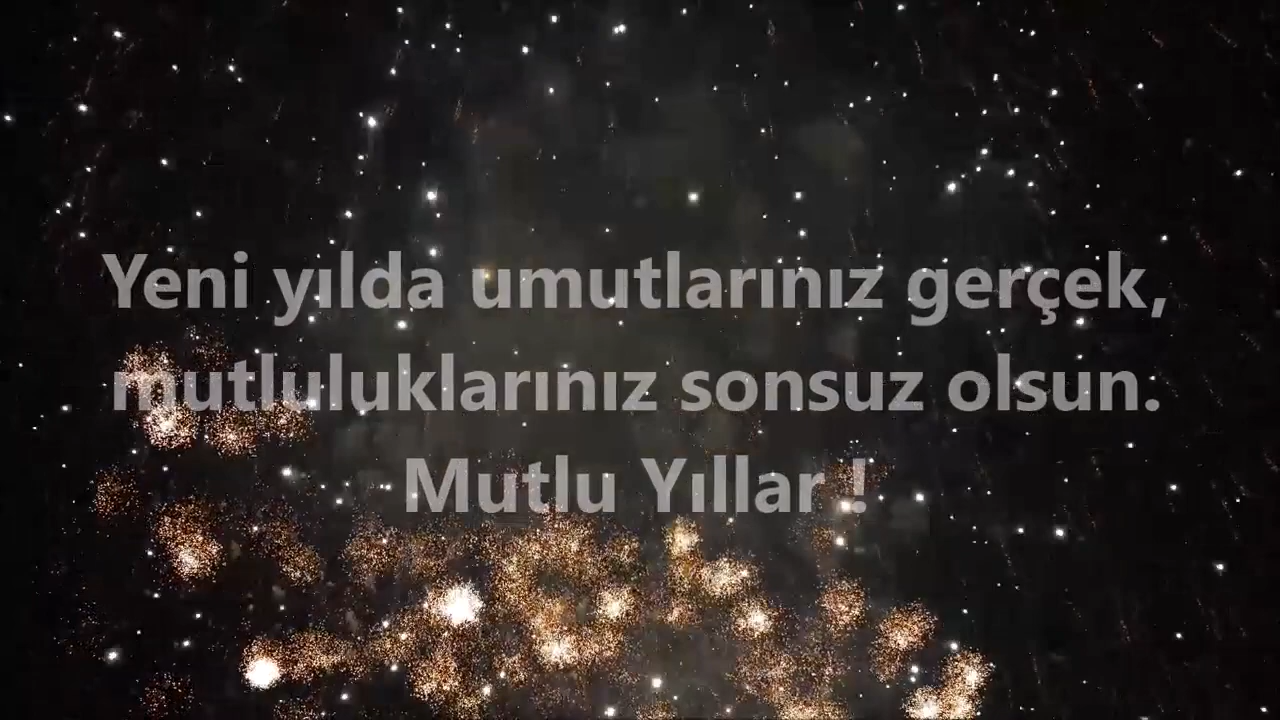 Yeni yılda umutlarınız gerçek,
mutluluklarınız sonsuz olsun.
Mutlu Yıllar !